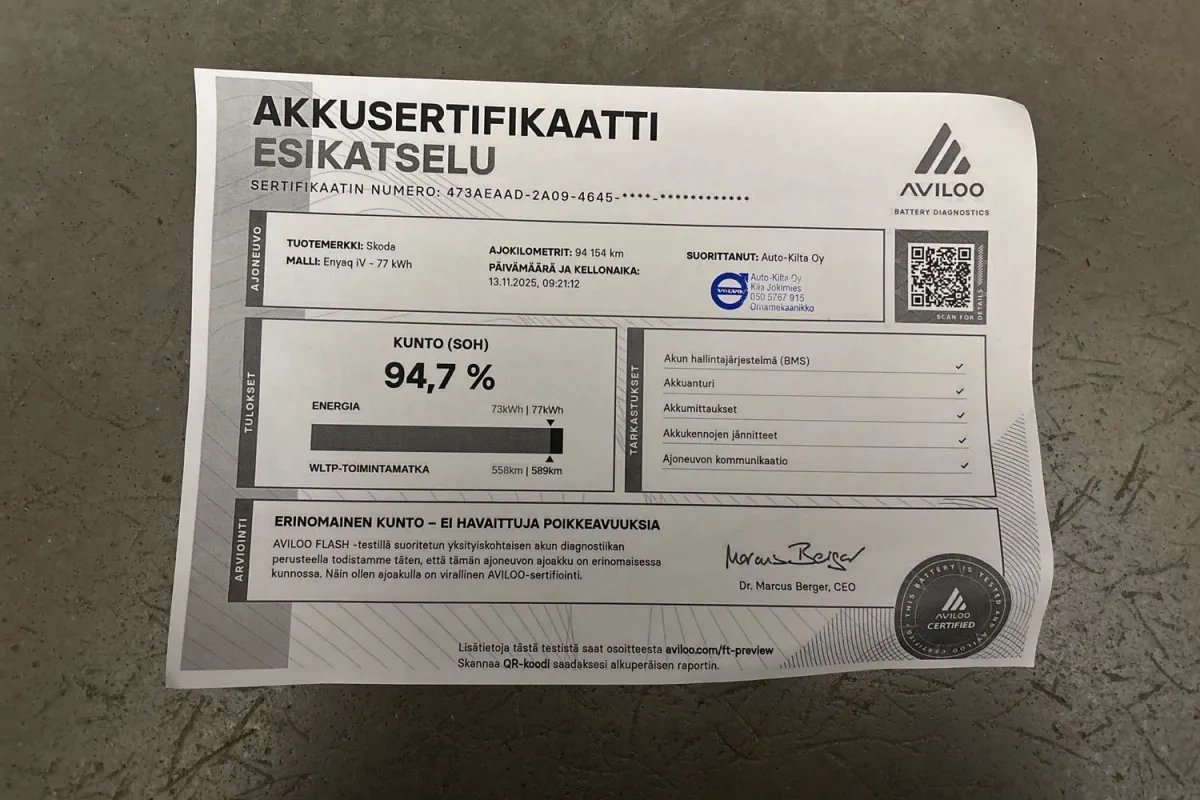 AKKUSERTIFIKAATTI
ESIKATSELU
SERTIFIKAATIN NUMERO: 473AEAAD-2A09-4645-****-************
AVILOO
BATTERY DIAGNOSTICS
AJONEUVO
TUOTEMERKKI: Skoda
MALLI: Enyaq iV - 77 kWh
AJOKILOMETRIT: 94 154 km
PÄIVÄMÄÄRÄ JA KELLONAIKA:
13.11.2025, 09:21:12
SUORITTANUT: Auto-Kilta Oy
VOLVO
Auto-Kilta Oy
Kiia Jokimies
050 5767 915
Omamekaanikko
SCAN FOR DETAILS
TULOKSET
KUNTO (SOH)
94,7 %
ENERGIA
73kWh | 77kWh
WLTP-TOIMINTAMATKA
558km | 589km
TARKASTUKSET
Akun hallintajärjestelmä (BMS)
Akkuanturi
Akkumittaukset
Akkukennojen jännitteet
Ajoneuvon kommunikaatio
ARVIOINTI
ERINOMAINEN KUNTO – EI HAVAITTUJA POIKKEAVUUKSIA
AVILOO FLASH -testillä suoritetun yksityiskohtaisen akun diagnostiikan
perusteella todistamme täten, että tämän ajoneuvon ajoakku on erinomaisessa
kunnossa. Näin ollen ajoakulla on virallinen AVILOO-sertifiointi.
Marcus Berger
Dr. Marcus Berger, CEO
THIS BATTERY IS TESTED AND AVILOO CERTIFIED
AVILOO
CERTIFIED
Lisätietoja tästä testistä saat osoitteesta aviloo.com/ft-preview
Skannaa QR-koodi saadaksesi alkuperäisen raportin.